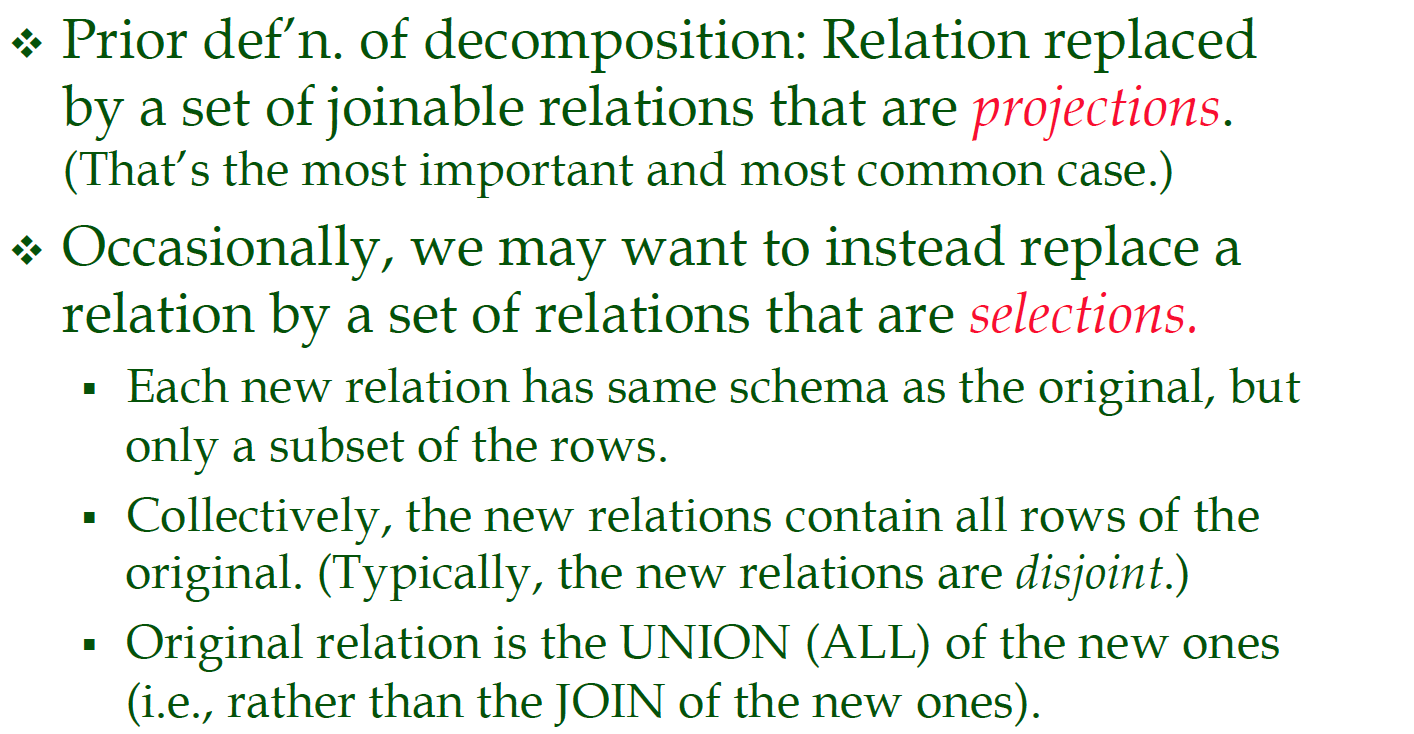 ❖ Prior def’n. of decomposition: Relation replaced
by a set of joinable relations that are projections.
(That’s the most important and most common case.)
❖ Occasionally, we may want to instead replace a
relation by a set of relations that are selections.
▪ Each new relation has same schema as the original, but
only a subset of the rows.
▪ Collectively, the new relations contain all rows of the
original. (Typically, the new relations are disjoint.)
▪ Original relation is the UNION (ALL) of the new ones
(i.e., rather than the JOIN of the new ones).